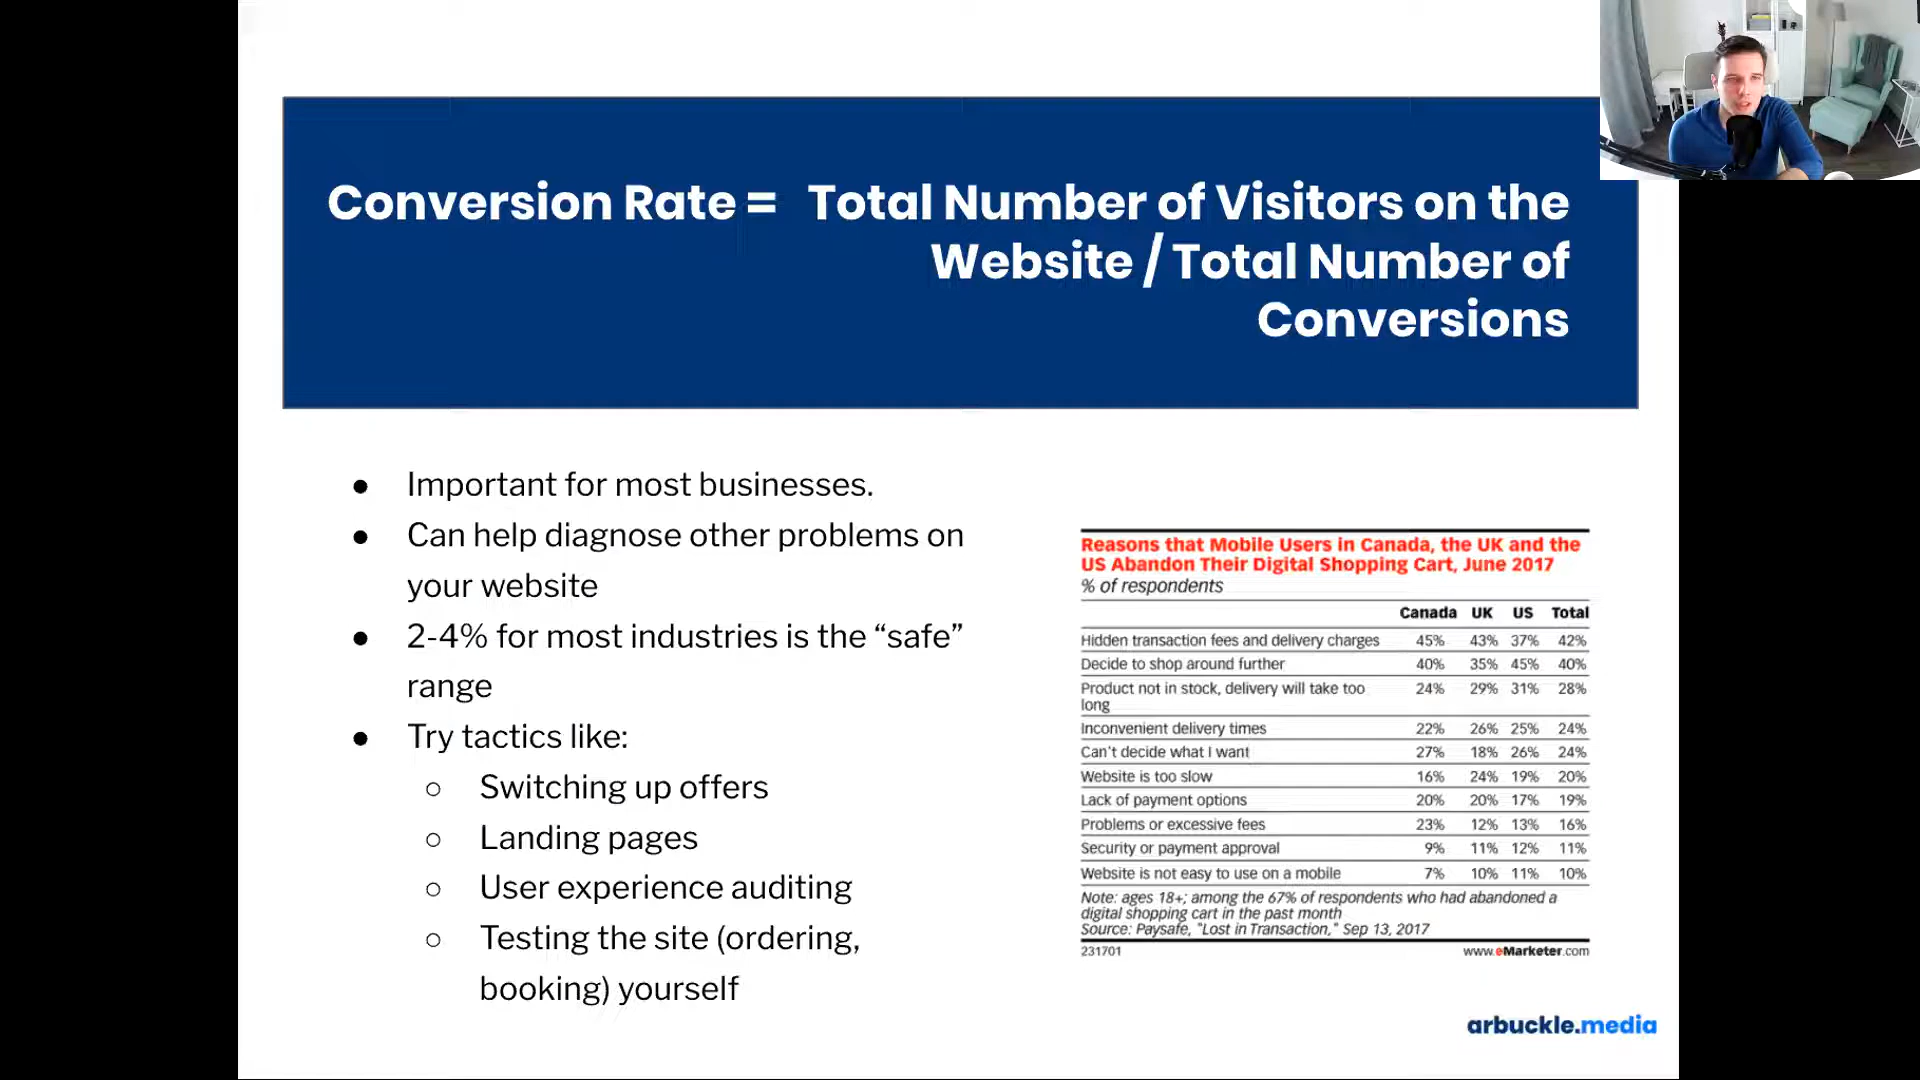 Conversion Rate = Total Number of Visitors on the
Website / Total Number of
Conversions
● Important for most businesses.
● Can help diagnose other problems on
your website
● 2-4% for most industries is the “safe”
range
● Try tactics like:
○ Switching up offers
○ Landing pages
○ User experience auditing
○ Testing the site (ordering,
booking) yourself
Reasons that Mobile Users in Canada, the UK and the
US Abandon Their Digital Shopping Cart, June 2017
% of respondents
Canada UK US Total
Hidden transaction fees and delivery charges 45% 43% 37% 42%
Decide to shop around further 40% 35% 45% 40%
Product not in stock, delivery will take too
long 24% 29% 31% 28%
Inconvenient delivery times 22% 26% 25% 24%
Can't decide what I want 27% 18% 26% 24%
Website is too slow 16% 24% 19% 20%
Lack of payment options 20% 20% 17% 19%
Problems or excessive fees 23% 12% 13% 16%
Security or payment approval 9% 11% 12% 11%
Website is not easy to use on a mobile 7% 10% 11% 10%
Note: ages 18+; among the 67% of respondents who had abandoned a
digital shopping cart in the past month
Source: Paysafe, "Lost in Transaction," Sep 13, 2017
231701 www.eMarketer.com
arbuckle.media